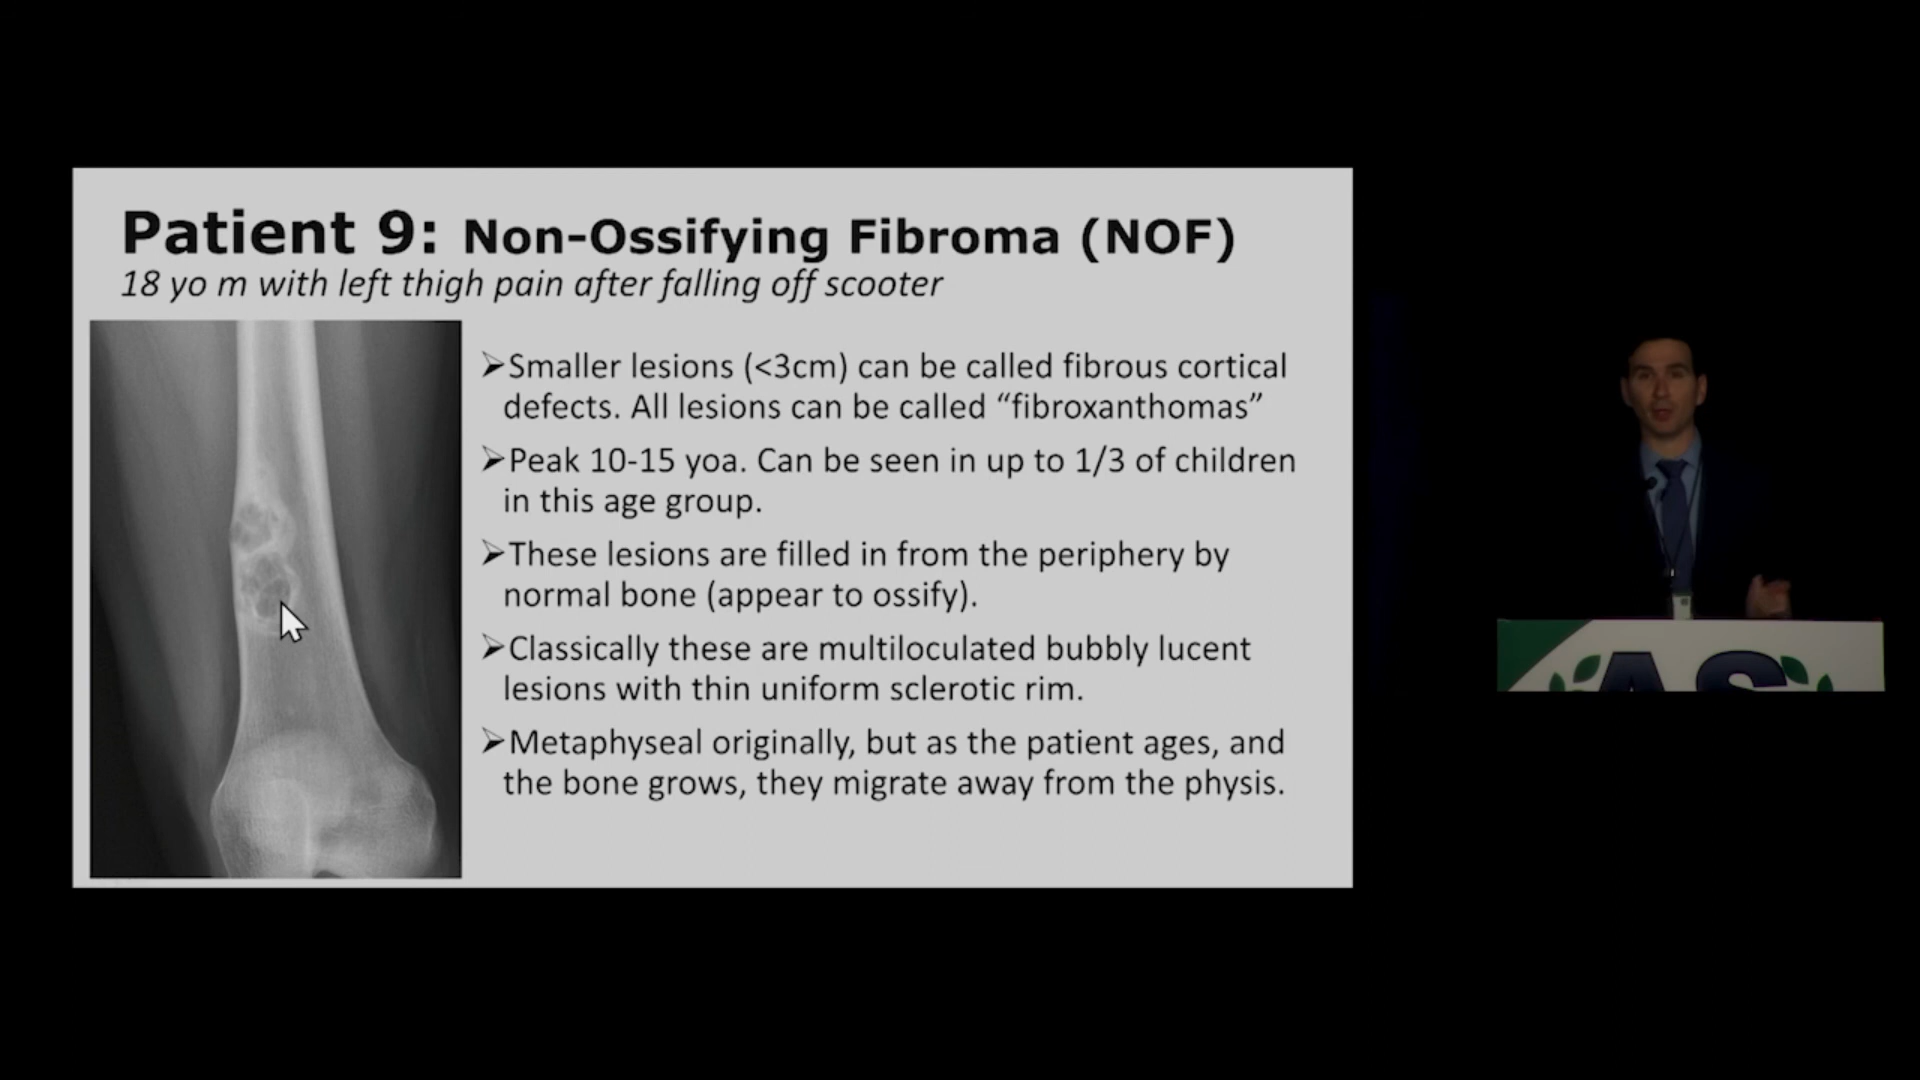 Patient 9: Non-Ossifying Fibroma (NOF)
18 yo m with left thigh pain after falling off scooter
➢Smaller lesions (<3cm) can be called fibrous cortical
defects. All lesions can be called “fibroxanthomas”
➢Peak 10-15 yoa. Can be seen in up to 1/3 of children
in this age group.
➢These lesions are filled in from the periphery by
normal bone (appear to ossify).
➢Classically these are multiloculated bubbly lucent
lesions with thin uniform sclerotic rim.
➢Metaphyseal originally, but as the patient ages, and
the bone grows, they migrate away from the physis.
AS